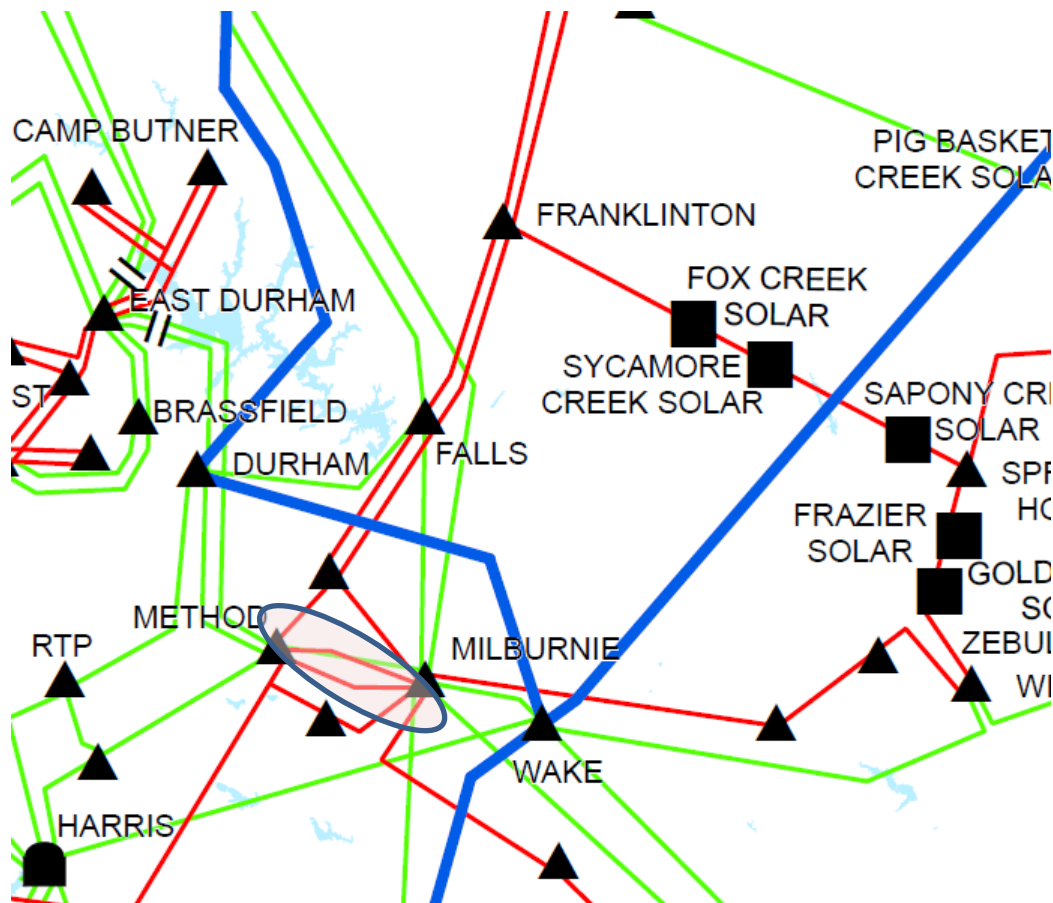 CAMP BUTNER
PIG BASKET
CREEK SOLA
FRANKLINTON
FOX CREEK
SOLAR
EAST DURHAM
SYCAMORE
CREEK SOLAR
SAPONY CRE
SOLAR
ST
BRASSFIELD
DURHAM
FALLS
SPR
HO
FRAZIER
SOLAR
GOLD
SO
METHOD
RTP
MILBURNIE
ZEBUL
WI
WAKE
HARRIS